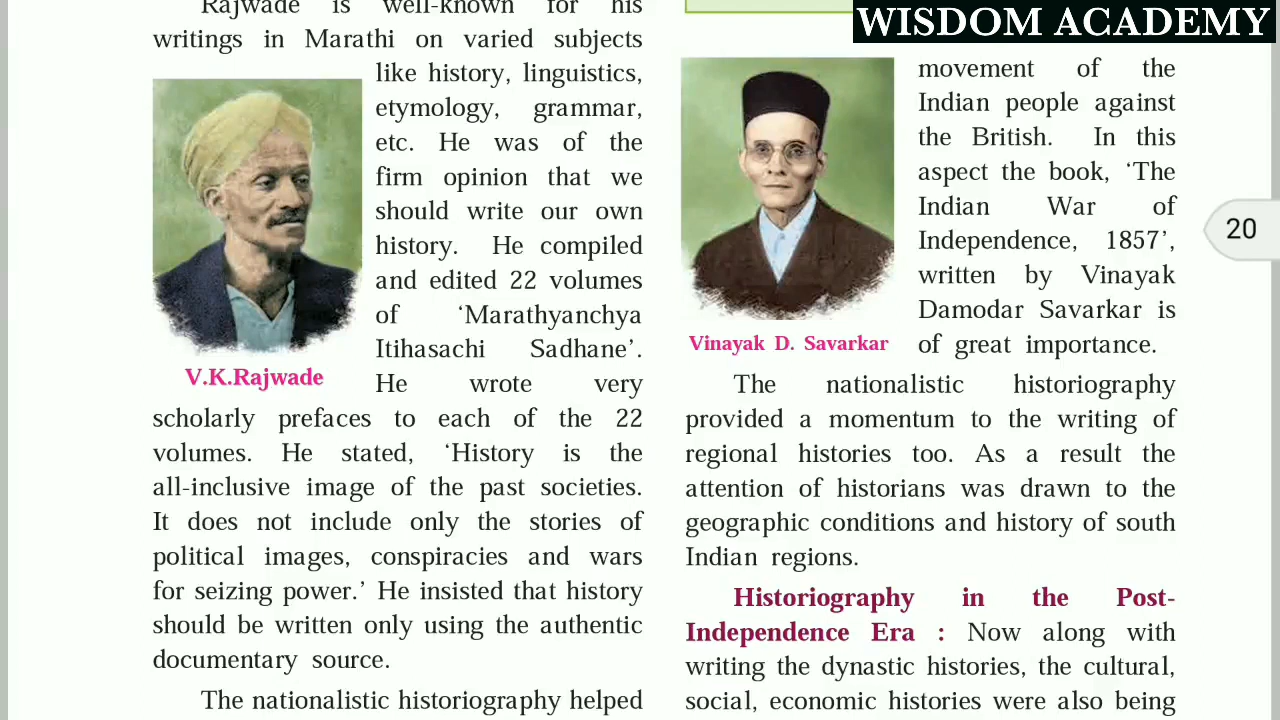 Rajwade is well-known for his
writings in Marathi on varied subjects
like history, linguistics,
etymology, grammar,
etc. He was of the
firm opinion that we
should write our own
history. He compiled
and edited 22 volumes
of ‘Marathyanchya
Itihasachi Sadhane’.
V.K.Rajwade
He wrote very
scholarly prefaces to each of the 22
volumes. He stated, ‘History is the
all-inclusive image of the past societies.
It does not include only the stories of
political images, conspiracies and wars
for seizing power.’ He insisted that history
should be written only using the authentic
documentary source.
The nationalistic historiography helped
WISDOM ACADEMY
movement of the
Indian people against
the British. In this
aspect the book, ‘The
Indian War of
Independence, 1857’,
written by Vinayak
Damodar Savarkar is
of great importance.
Vinayak D. Savarkar
The nationalistic historiography
provided a momentum to the writing of
regional histories too. As a result the
attention of historians was drawn to the
geographic conditions and history of south
Indian regions.
Historiography in the Post-
Independence Era : Now along with
writing the dynastic histories, the cultural,
social, economic histories were also being
20